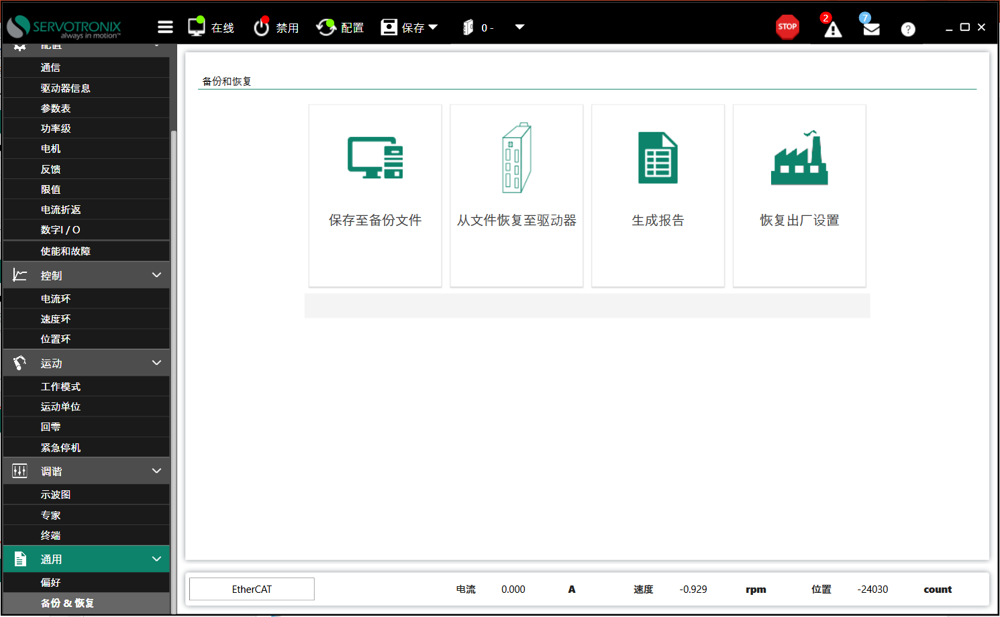 SERVOTRONIX
always in motion™
在线
禁用
配置
保存
0 -
STOP
2
7
?
配置
通信
驱动器信息
参数表
功率级
电机
反馈
限值
电流折返
数字I / O
使能和故障
控制
电流环
速度环
位置环
运动
工作模式
运动单位
回零
紧急停机
调谐
示波图
专家
终端
通用
偏好
备份 & 恢复
备份和恢复
保存至备份文件
从文件恢复至驱动器
生成报告
恢复出厂设置
EtherCAT
电流 0.000 A 速度 -0.929 rpm 位置 -24030 count